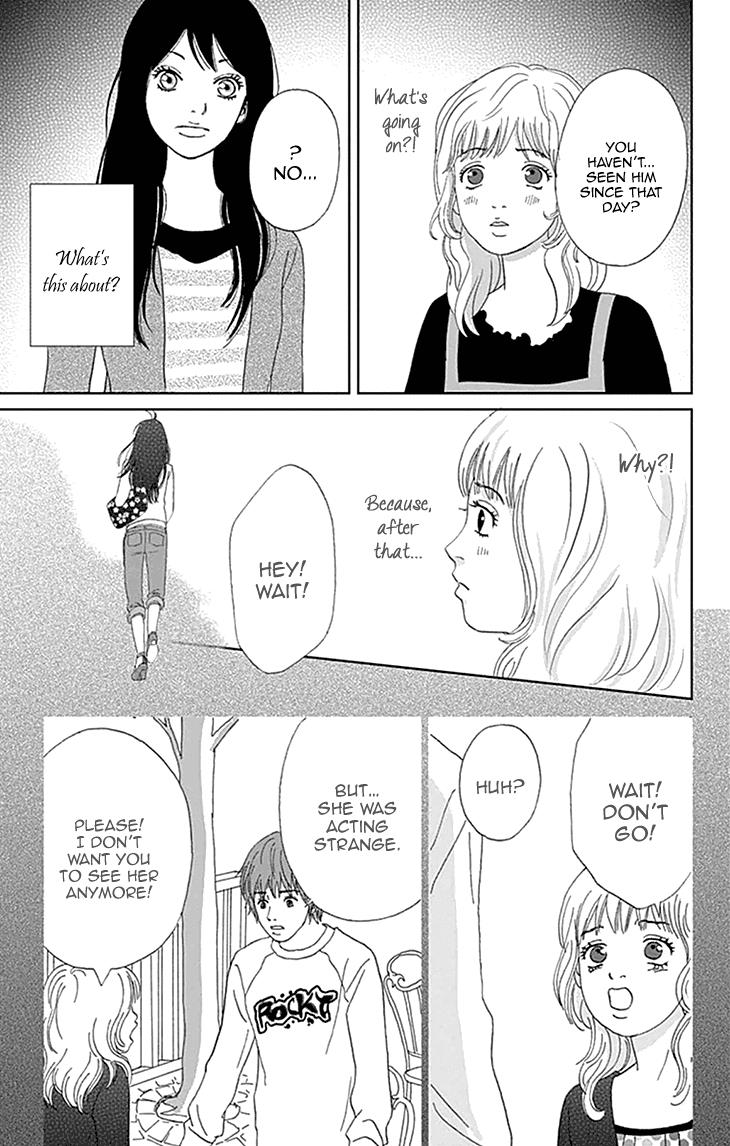 YOU
HAVEN'T...
SEEN HIM
SINCE THAT
DAY?
What's
going
on?!
?
NO...
What's
this about?
Why?!
Because,
after
that...
HEY!
WAIT!
WAIT!
DON'T
GO!
HUH?
BUT...
SHE WAS
ACTING
STRANGE.
ROCKY
PLEASE!
I DON'T
WANT YOU
TO SEE HER
ANYMORE!